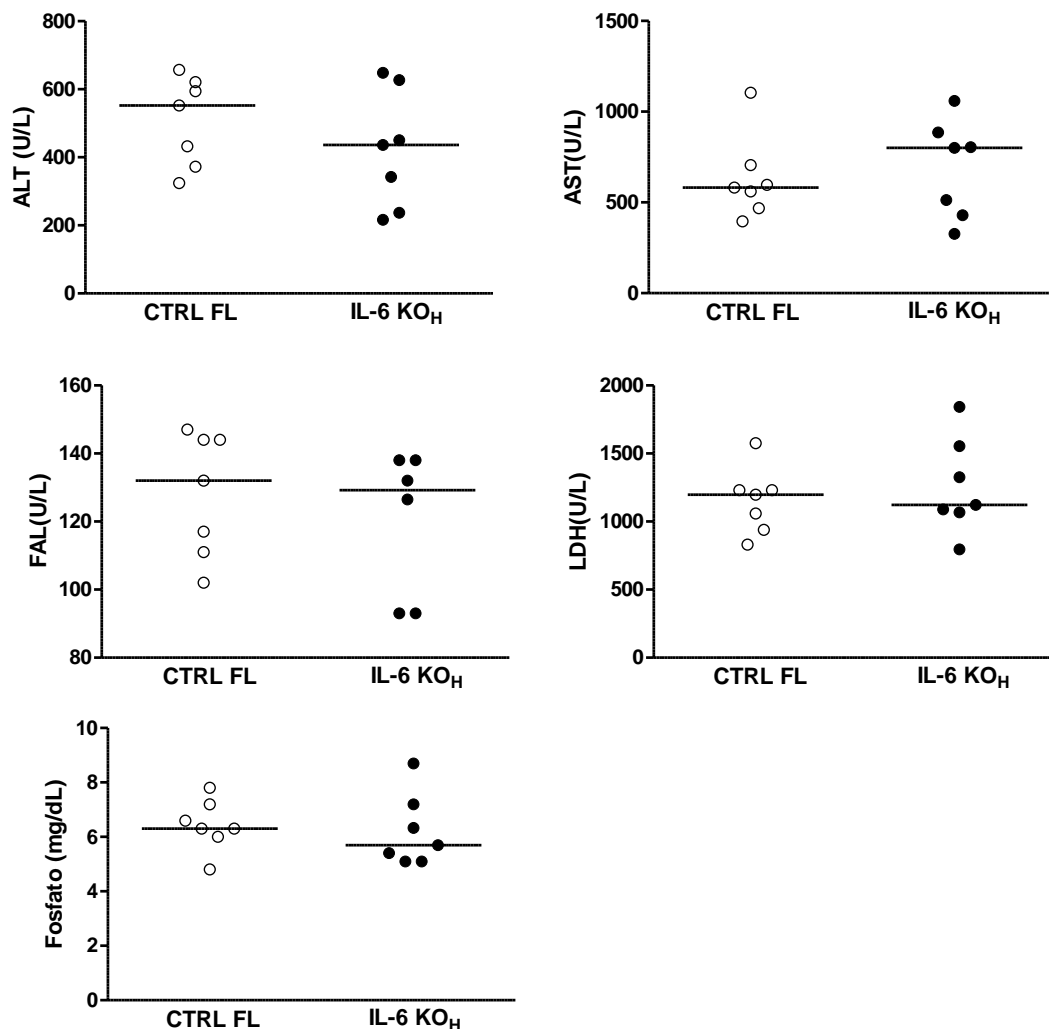 ALT (U/L)
800
600
400
200
0
CTRL FL
IL-6 KOH
AST(U/L)
1500
1000
500
0
CTRL FL
IL-6 KOH
FAL(U/L)
160
140
120
100
80
CTRL FL
IL-6 KOH
LDH(U/L)
2000
1500
1000
500
0
CTRL FL
IL-6 KOH
Fosfato (mg/dL)
10
8
6
4
2
0
CTRL FL
IL-6 KOH